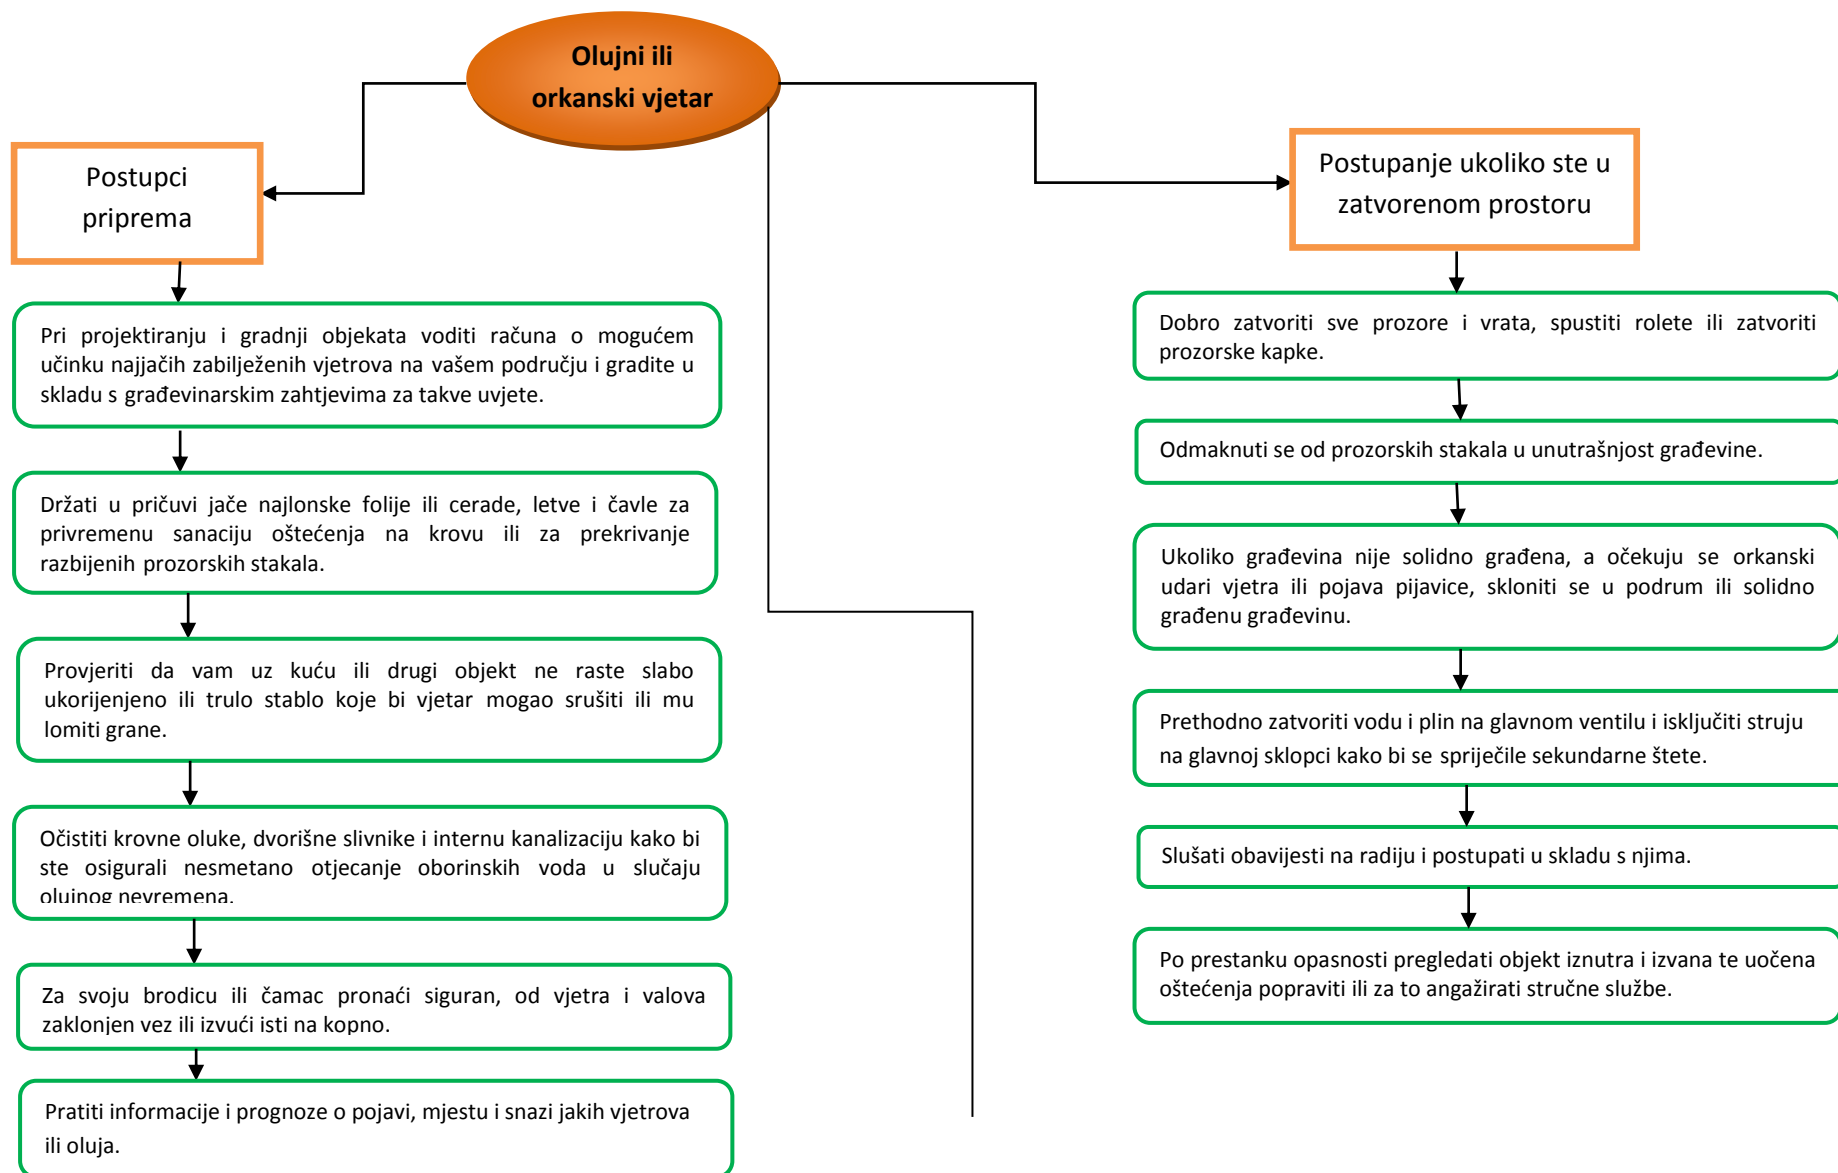 Olujni ili
orkanski vjetar
Postupci
priprema
Pri projektiranju i gradnji objekata voditi računa o mogućem
učinku najjačih zabilježenih vjetrova na vašem području i gradite u
skladu s građevinarskim zahtjevima za takve uvjete.
Držati u pričuvi jače najlonske folije ili cerade, letve i čavle za
privremenu sanaciju oštećenja na krovu ili za prekrivanje
razbijenih prozorskih stakala.
Provjeriti da vam uz kuću ili drugi objekt ne raste slabo
ukorijenjeno ili trulo stablo koje bi vjetar mogao srušiti ili mu
lomiti grane.
Očistiti krovne oluke, dvorišne slivnike i internu kanalizaciju kako bi
ste osigurali nesmetano otjecanje oborinskih voda u slučaju
olujnog nevremena.
Za svoju brodicu ili čamac pronaći siguran, od vjetra i valova
zaklonjen vez ili izvući isti na kopno.
Pratiti informacije i prognoze o pojavi, mjestu i snazi jakih vjetrova
ili oluja.
Postupanje ukoliko ste u
zatvorenom prostoru
Dobro zatvoriti sve prozore i vrata, spustiti rolete ili zatvoriti
prozorske kapke.
Odmaknuti se od prozorskih stakala u unutrašnjost građevine.
Ukoliko građevina nije solidno građena, a očekuju se orkanski
udari vjetra ili pojava pijavice, skloniti se u podrum ili solidno
građenu građevinu.
Prethodno zatvoriti vodu i plin na glavnom ventilu i isključiti struju
na glavnoj sklopci kako bi se spriječile sekundarne štete.
Slušati obavijesti na radiju i postupati u skladu s njima.
Po prestanku opasnosti pregledati objekt iznutra i izvana te uočena
oštećenja popraviti ili za to angažirati stručne službe.